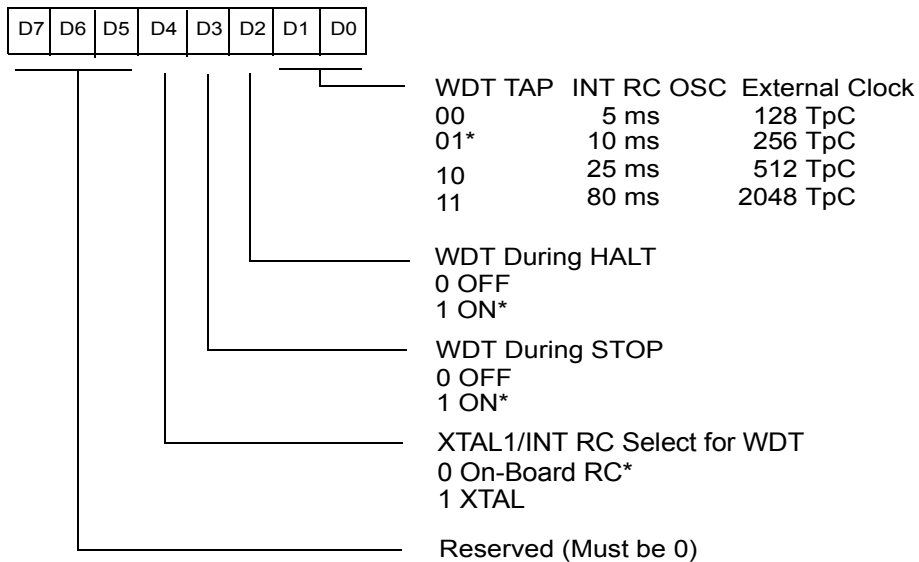 D7 D6 D5 D4 D3 D2 D1 D0
WDT TAP INT RC OSC External Clock
00 5 ms 128 TpC
01* 10 ms 256 TpC
10 25 ms 512 TpC
11 80 ms 2048 TpC
WDT During HALT
0 OFF
1 ON*
WDT During STOP
0 OFF
1 ON*
XTAL1/INT RC Select for WDT
0 On-Board RC*
1 XTAL
Reserved (Must be 0)